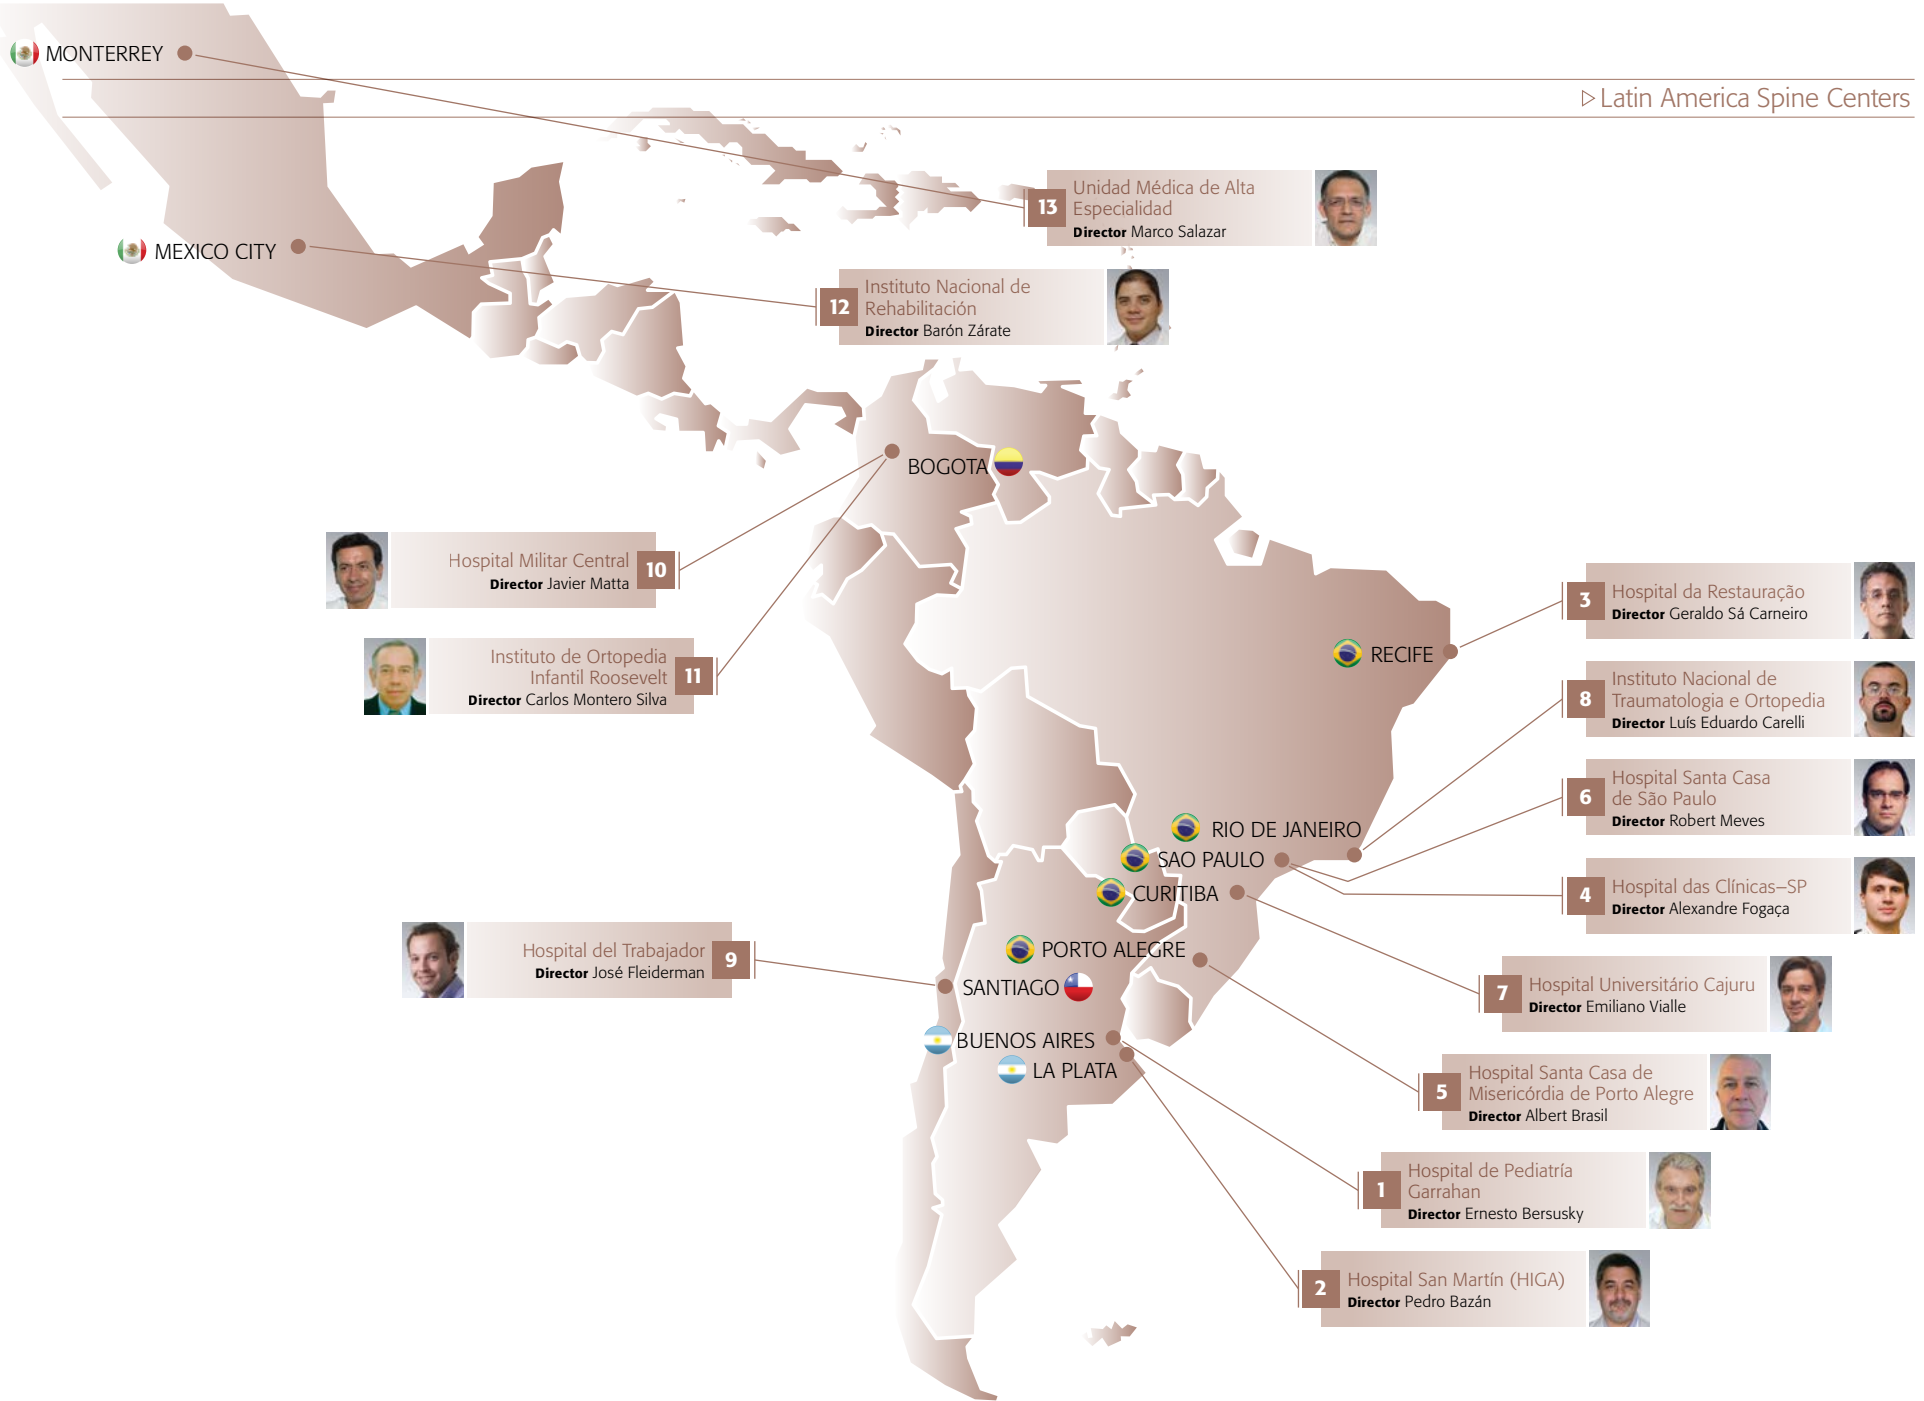 MONTERREY
Latin America Spine Centers
13
Unidad Médica de Alta
Especialidad
Director Marco Salazar
MEXICO CITY
12
Instituto Nacional de
Rehabilitación
Director Barón Zárate
BOGOTA
Hospital Militar Central
Director Javier Matta
10
Instituto de Ortopedia
Infantil Roosevelt
Director Carlos Montero Silva
11
3
Hospital da Restauração
Director Geraldo Sá Carneiro
RECIFE
8
Instituto Nacional de
Traumatologia e Ortopedia
Director Luís Eduardo Carelli
6
Hospital Santa Casa
de São Paulo
Director Robert Meves
RIO DE JANEIRO
SAO PAULO
4
Hospital das Clínicas–SP
Director Alexandre Fogaça
CURITIBA
Hospital del Trabajador
Director José Fleiderman
9
PORTO ALEGRE
SANTIAGO
7
Hospital Universitário Cajuru
Director Emiliano Vialle
BUENOS AIRES
LA PLATA
5
Hospital Santa Casa de
Misericórdia de Porto Alegre
Director Albert Brasil
1
Hospital de Pediatría
Garrahan
Director Ernesto Bersusky
2
Hospital San Martín (HIGA)
Director Pedro Bazán